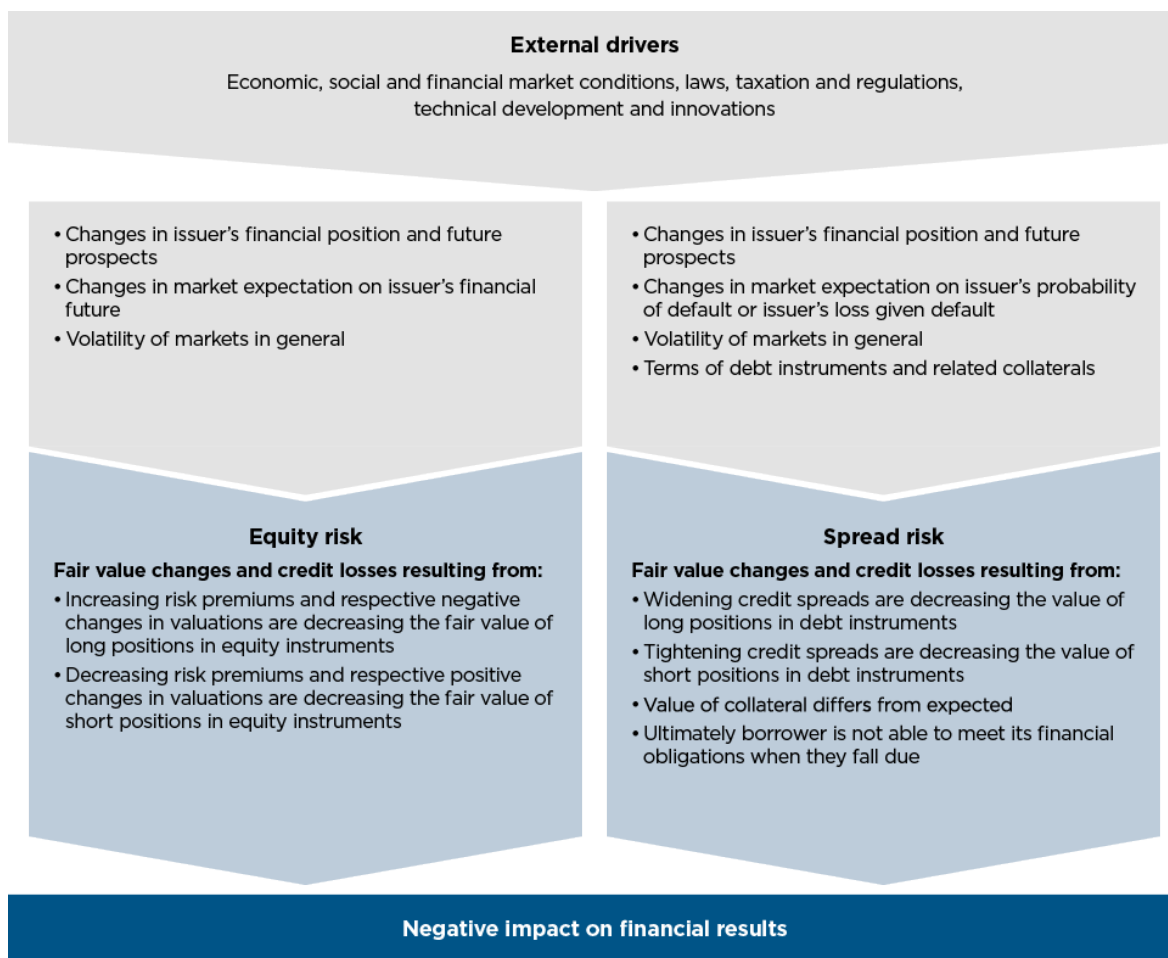 External drivers
Economic, social and financial market conditions, laws, taxation and regulations,
technical development and innovations
• Changes in issuer's financial position and future
prospects
• Changes in market expectation on issuer's financial
future
• Volatility of markets in general
• Changes in issuer's financial position and future
prospects
• Changes in market expectation on issuer's probability
of default or issuer's loss given default
• Volatility of markets in general
• Terms of debt instruments and related collaterals
Equity risk
Fair value changes and credit losses resulting from:
• Increasing risk premiums and respective negative
changes in valuations are decreasing the fair value of
long positions in equity instruments
• Decreasing risk premiums and respective positive
changes in valuations are decreasing the fair value of
short positions in equity instruments
Spread risk
Fair value changes and credit losses resulting from:
• Widening credit spreads are decreasing the value of
long positions in debt instruments
• Tightening credit spreads are decreasing the value of
short positions in debt instruments
• Value of collateral differs from expected
• Ultimately borrower is not able to meet its financial
obligations when they fall due
Negative impact on financial results